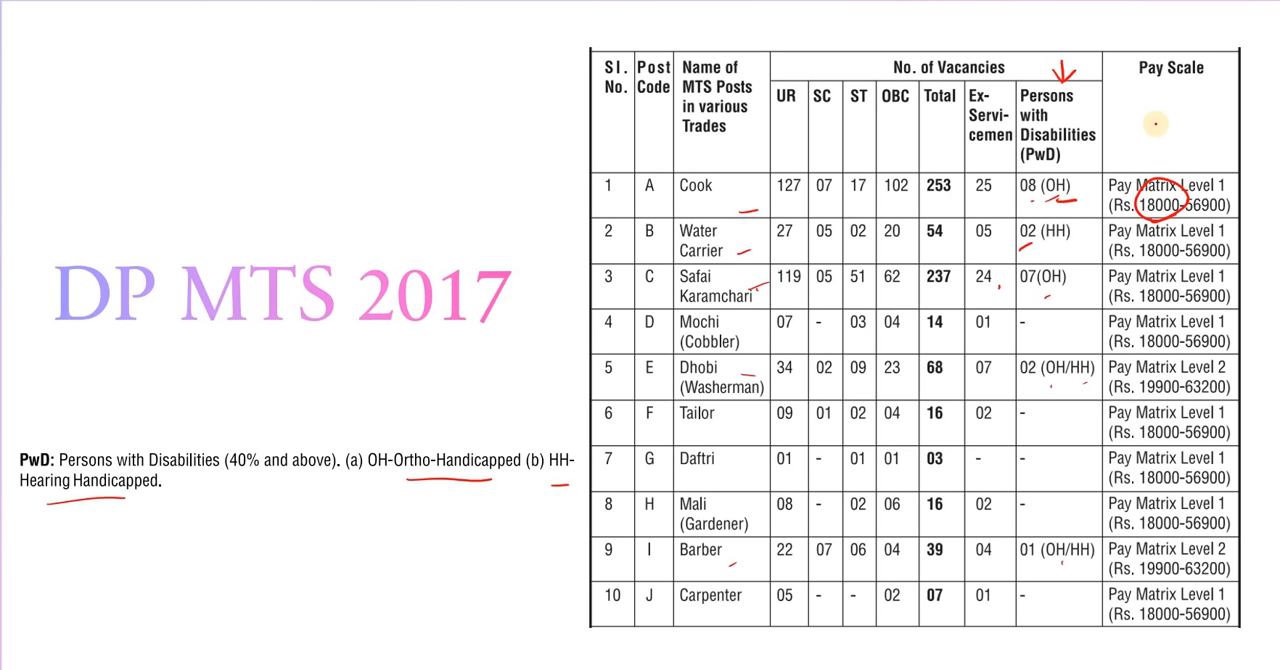 DP MTS 2017
PwD: Persons with Disabilities (40% and above). (a) OH-Ortho-Handicapped (b) HH-
Hearing Handicapped.
SI. No. | Post Code | Name of MTS Posts in various Trades | No. of Vacancies | Pay Scale
UR | SC | ST | OBC | Total | Ex-Servi-cemen | Persons with Disabilities (PwD)
1 | A | Cook | 127 | 07 | 17 | 102 | 253 | 25 | 08 (OH) | Pay Matrix Level 1 (Rs. 18000-56900)
2 | B | Water Carrier | 27 | 05 | 02 | 20 | 54 | 05 | 02 (HH) | Pay Matrix Level 1 (Rs. 18000-56900)
3 | C | Safai Karamchari | 119 | 05 | 51 | 62 | 237 | 24 | 07(OH) | Pay Matrix Level 1 (Rs. 18000-56900)
4 | D | Mochi (Cobbler) | 07 | - | 03 | 04 | 14 | 01 | - | Pay Matrix Level 1 (Rs. 18000-56900)
5 | E | Dhobi (Washerman) | 34 | 02 | 09 | 23 | 68 | 07 | 02 (OH/HH) | Pay Matrix Level 2 (Rs. 19900-63200)
6 | F | Tailor | 09 | 01 | 02 | 04 | 16 | 02 | - | Pay Matrix Level 1 (Rs. 18000-56900)
7 | G | Daftri | 01 | - | 01 | 01 | 03 | - | - | Pay Matrix Level 1 (Rs. 18000-56900)
8 | H | Mali (Gardener) | 08 | - | 02 | 06 | 16 | 02 | - | Pay Matrix Level 1 (Rs. 18000-56900)
9 | I | Barber | 22 | 07 | 06 | 04 | 39 | 04 | 01 (OH/HH) | Pay Matrix Level 2 (Rs. 19900-63200)
10 | J | Carpenter | 05 | - | - | 02 | 07 | 01 | - | Pay Matrix Level 1 (Rs. 18000-56900)